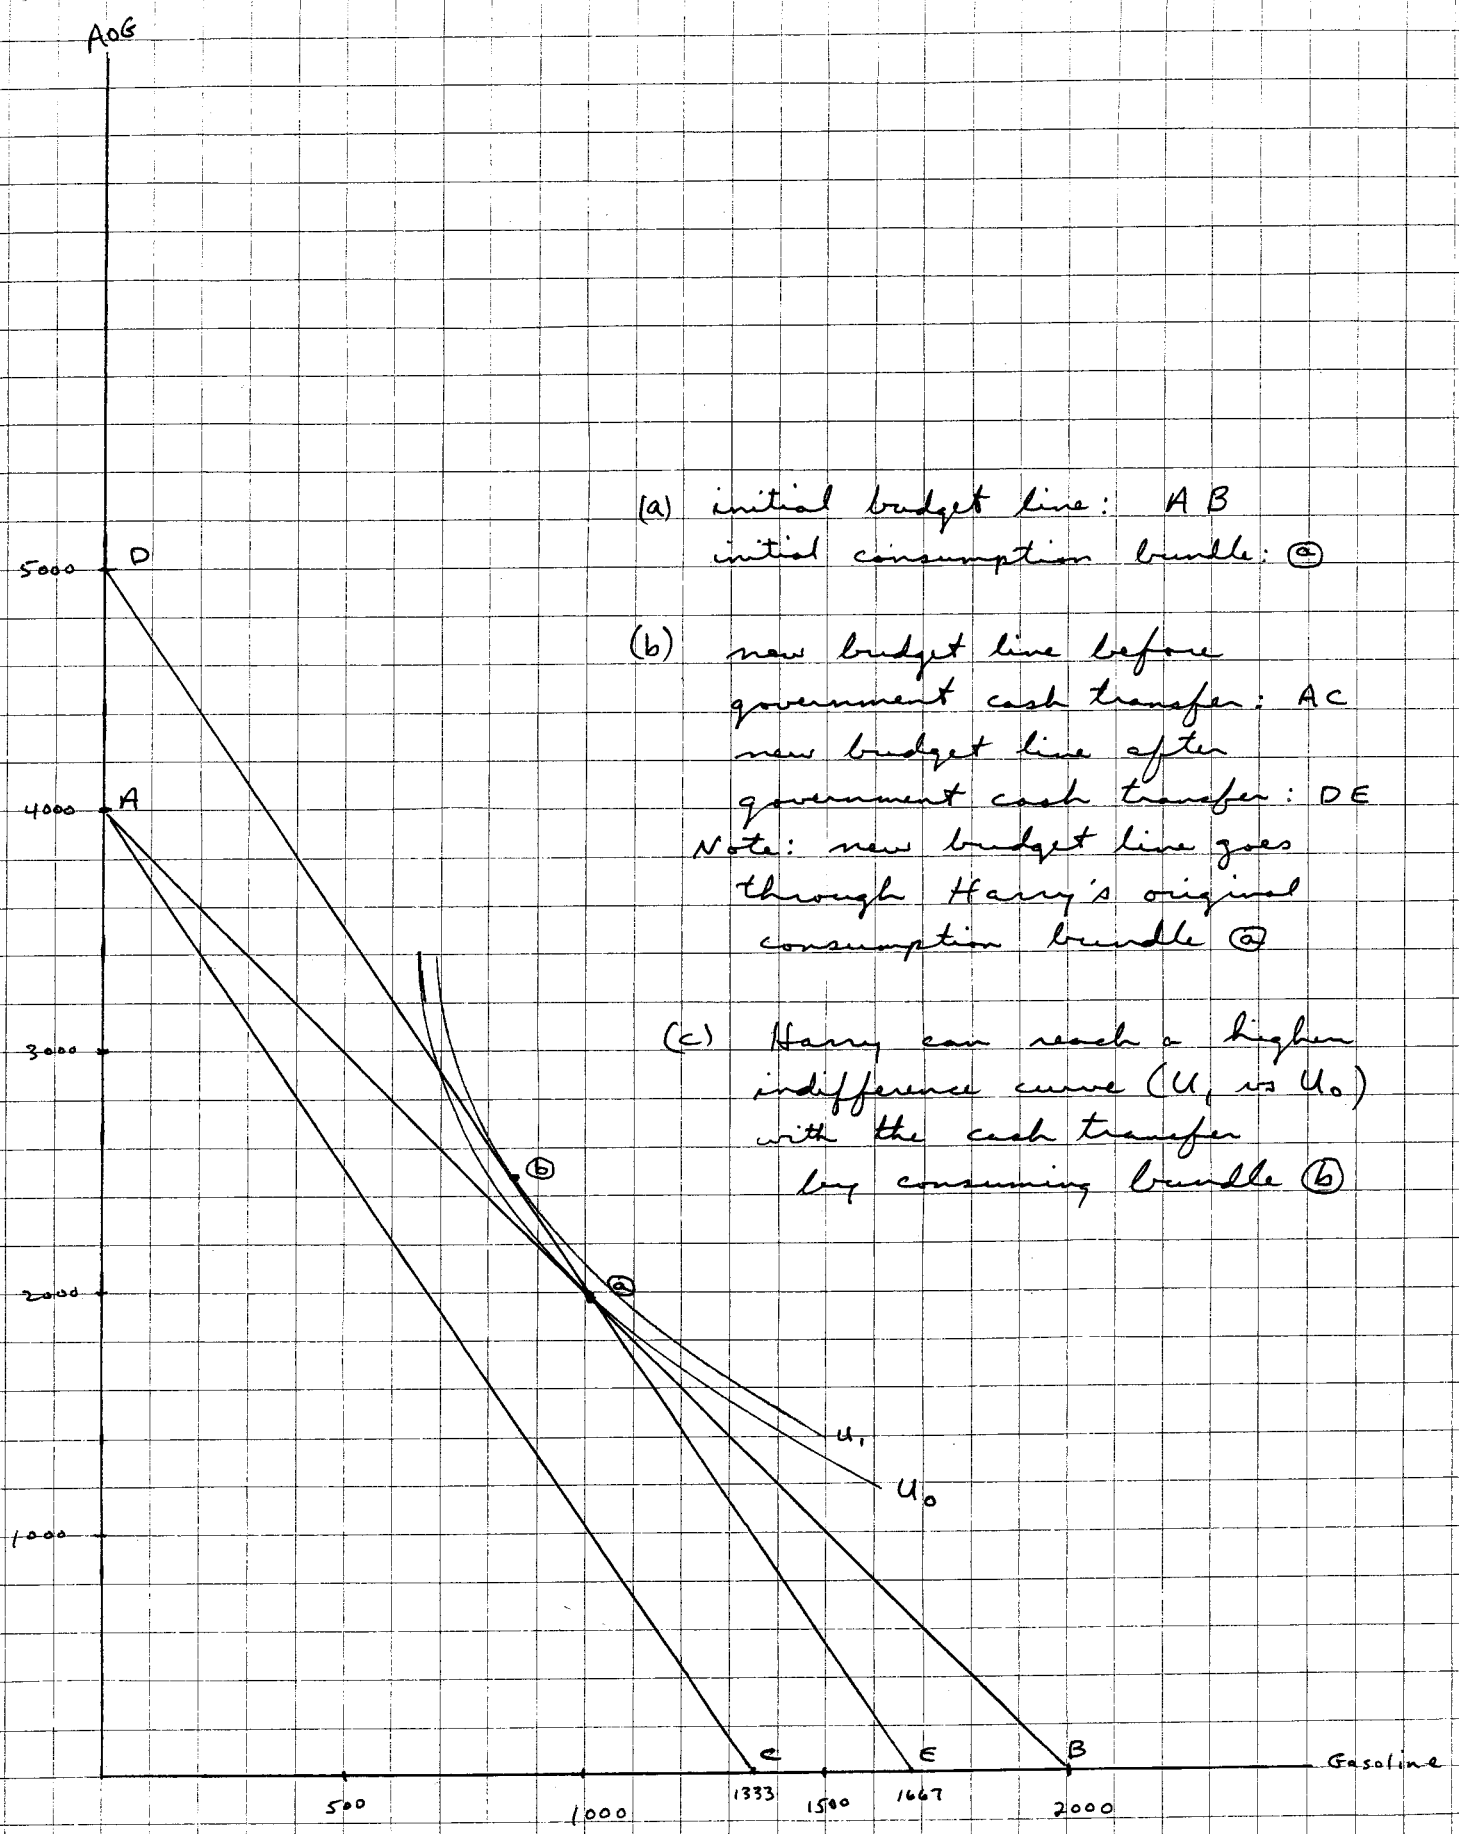 AOG
(a) initial budget line: AB
initial consumption bundle: ⓐ
5000 D
(b) new budget line before
government cash transfer: AC
new budget line after
government cash transfer: DE
4000 A
Note: new budget line goes
through Harry's original
consumption bundle ⓐ
3000
(c) Harry can reach a higher
indifference curve (U₁ vs U₀)
with the cash transfer
by consuming bundle ⓑ
ⓑ
2000 ⓐ
U₁
U₀
1000
C E B Gasoline
500 1000 1333 1500 1667 2000